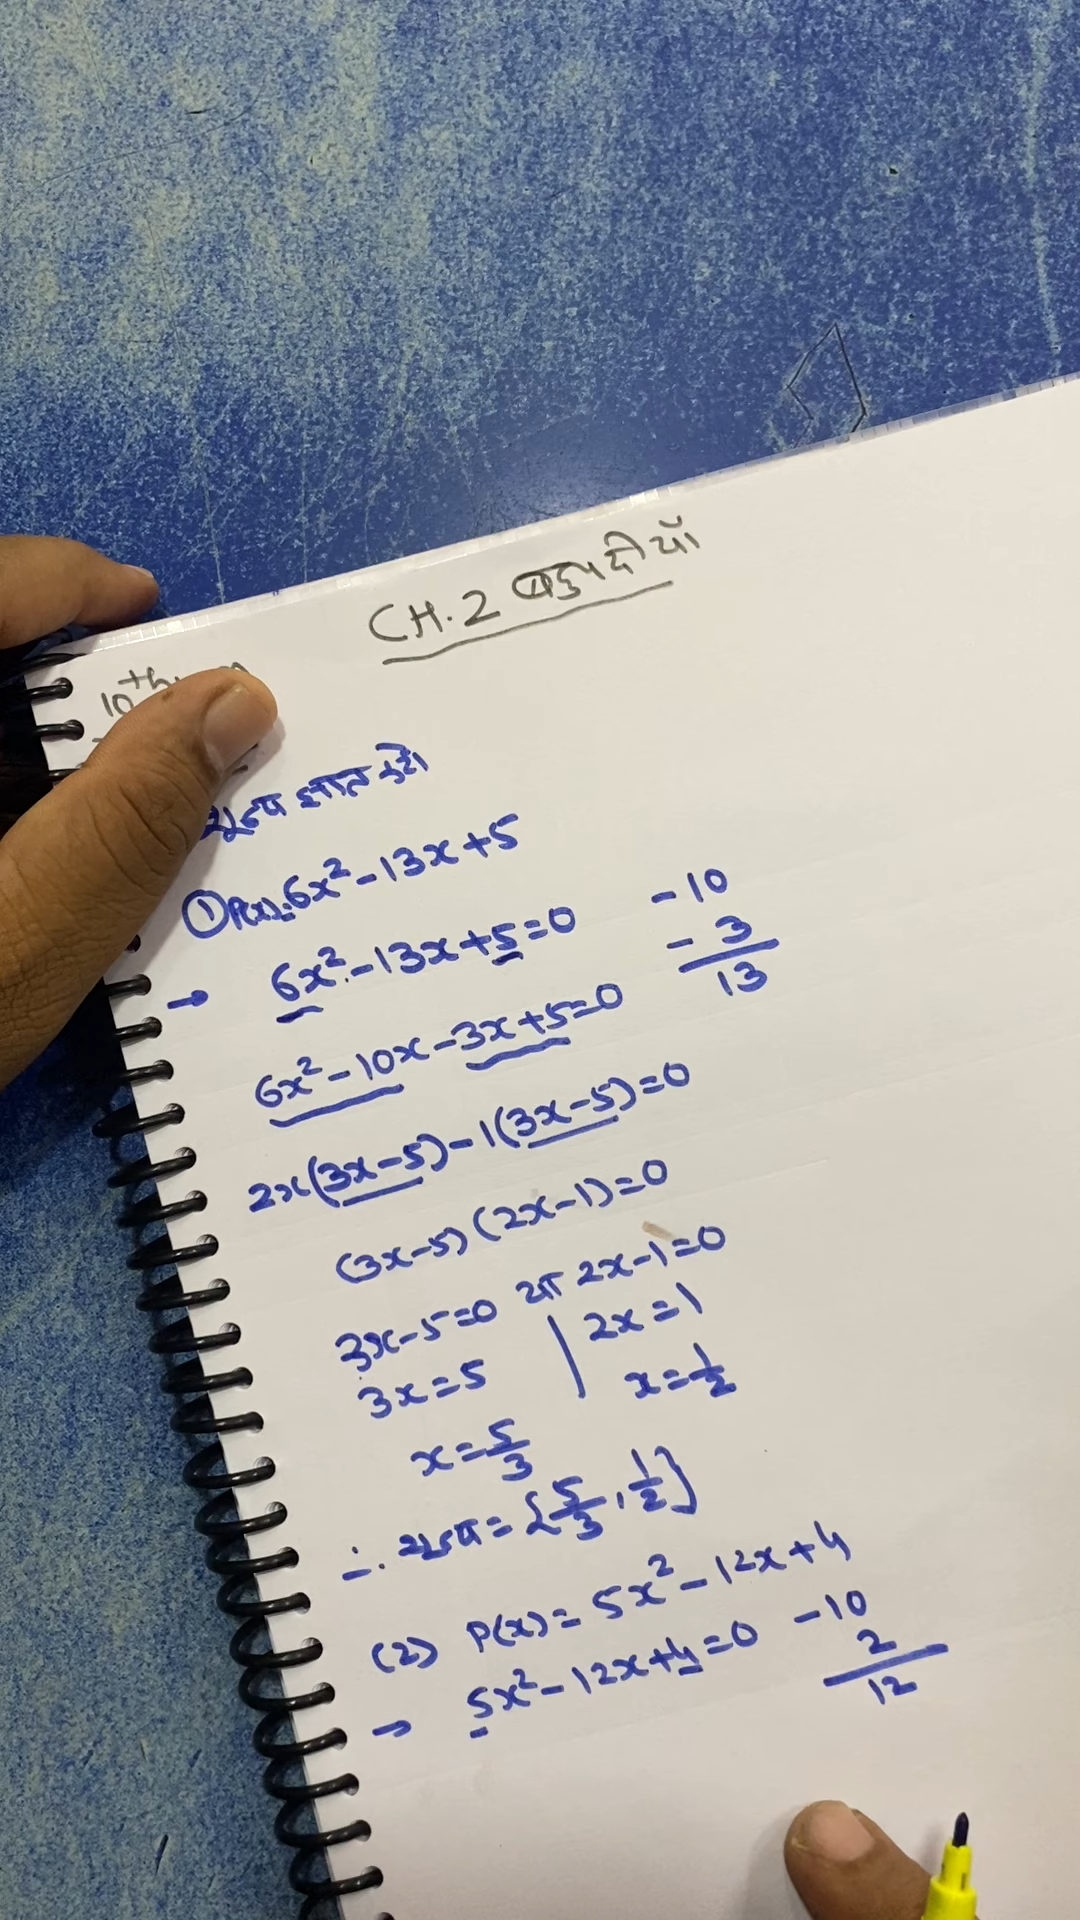 CH.2 बहुपदीयाँ
10th
शून्य ज्ञात करो
① P(x)=6x²-13x+5
→ 6x²-13x+5=0
-10
-3
13
6x²-10x-3x+5=0
2x(3x-5)-1(3x-5)=0
(3x-5)(2x-1)=0
3x-5=0 या 2x-1=0
3x=5 | 2x=1
x=5/3
x=1/2
∴ शून्य={5/3, 1/2}
(2) P(x)=5x²-12x+4
→ 5x²-12x+4=0
-10
2
12